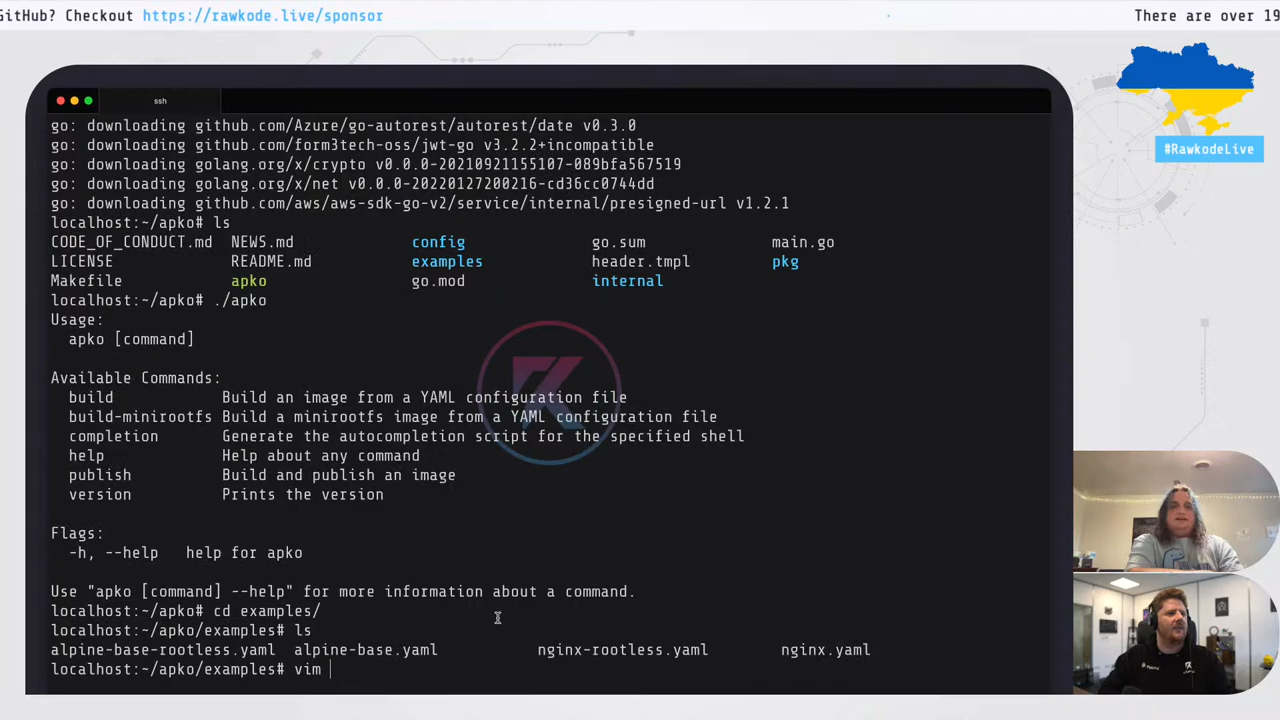 GitHub? Checkout https://rawkode.live/sponsor
There are over 19
ssh
#RawkodeLive
go: downloading github.com/Azure/go-autorest/autorest/date v0.3.0
go: downloading github.com/form3tech-oss/jwt-go v3.2.2+incompatible
go: downloading golang.org/x/crypto v0.0.0-20210921155107-089bfa567519
go: downloading golang.org/x/net v0.0.0-20220127200216-cd36cc0744dd
go: downloading github.com/aws/aws-sdk-go-v2/service/internal/presigned-url v1.2.1
localhost:~/apko# ls
CODE_OF_CONDUCT.md NEWS.md config go.sum main.go
LICENSE README.md examples header.tmpl pkg
Makefile apko go.mod internal
localhost:~/apko# ./apko
Usage:
apko [command]
Available Commands:
build Build an image from a YAML configuration file
build-minirootfs Build a minirootfs image from a YAML configuration file
completion Generate the autocompletion script for the specified shell
help Help about any command
publish Build and publish an image
version Prints the version
Flags:
-h, --help help for apko
Use "apko [command] --help" for more information about a command.
localhost:~/apko# cd examples/
localhost:~/apko/examples# ls
alpine-base-rootless.yaml alpine-base.yaml nginx-rootless.yaml nginx.yaml
localhost:~/apko/examples# vim